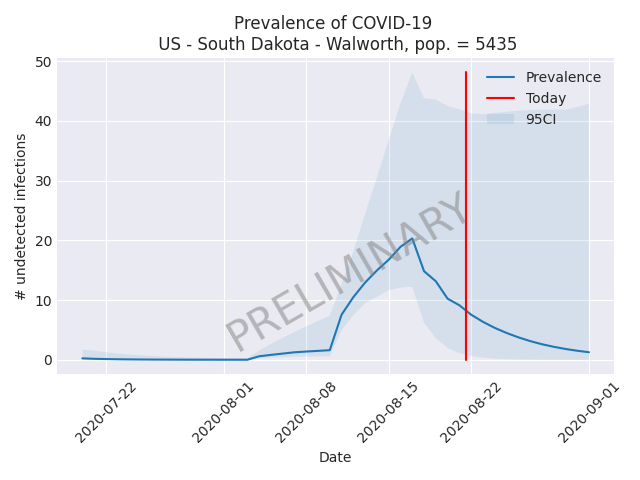 Prevalence of COVID-19
US - South Dakota - Walworth, pop. = 5435
50
40
30
20
10
0
# undetected infections
Prevalence
Today
95CI
PRELIMINARY
2020-07-22
2020-08-01
2020-08-08
2020-08-15
2020-08-22
2020-09-01
Date